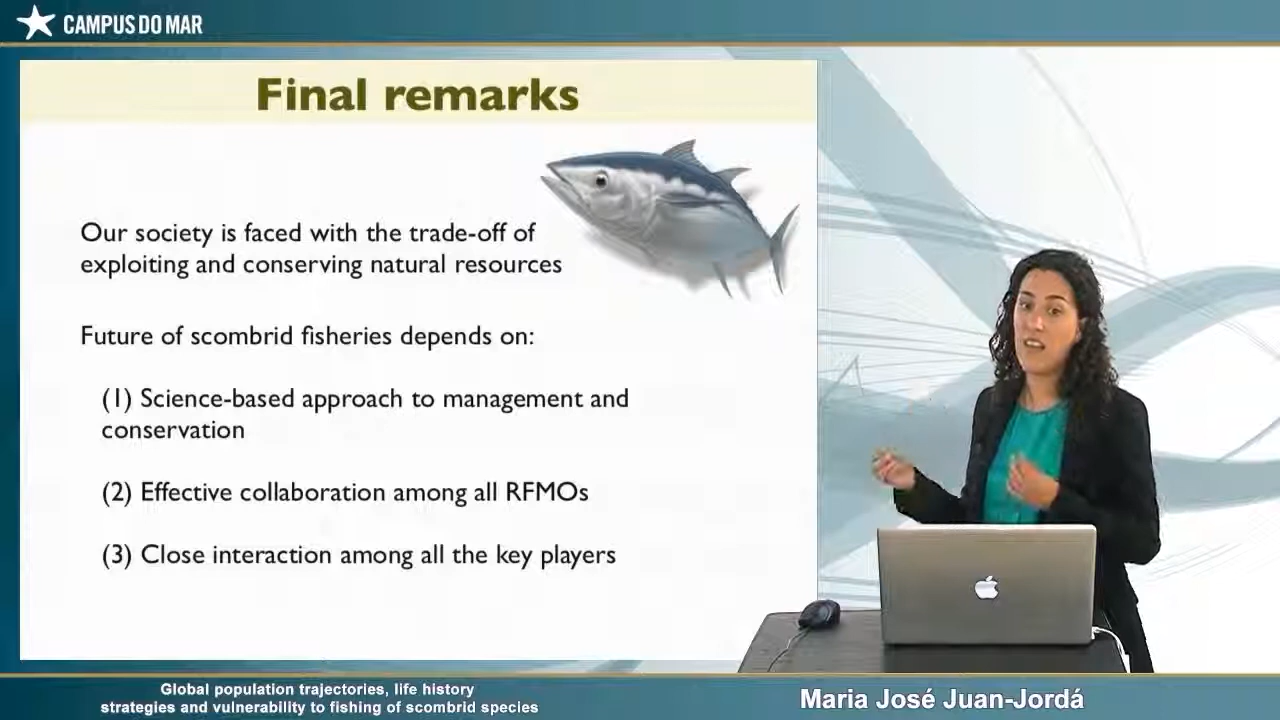 CAMPUS DO MAR
Final remarks
Our society is faced with the trade-off of
exploiting and conserving natural resources
Future of scombrid fisheries depends on:
(1) Science-based approach to management and
conservation
(2) Effective collaboration among all RFMOs
(3) Close interaction among all the key players
Global population trajectories, life history
strategies and vulnerability to fishing of scombrid species
Maria José Juan-Jordá